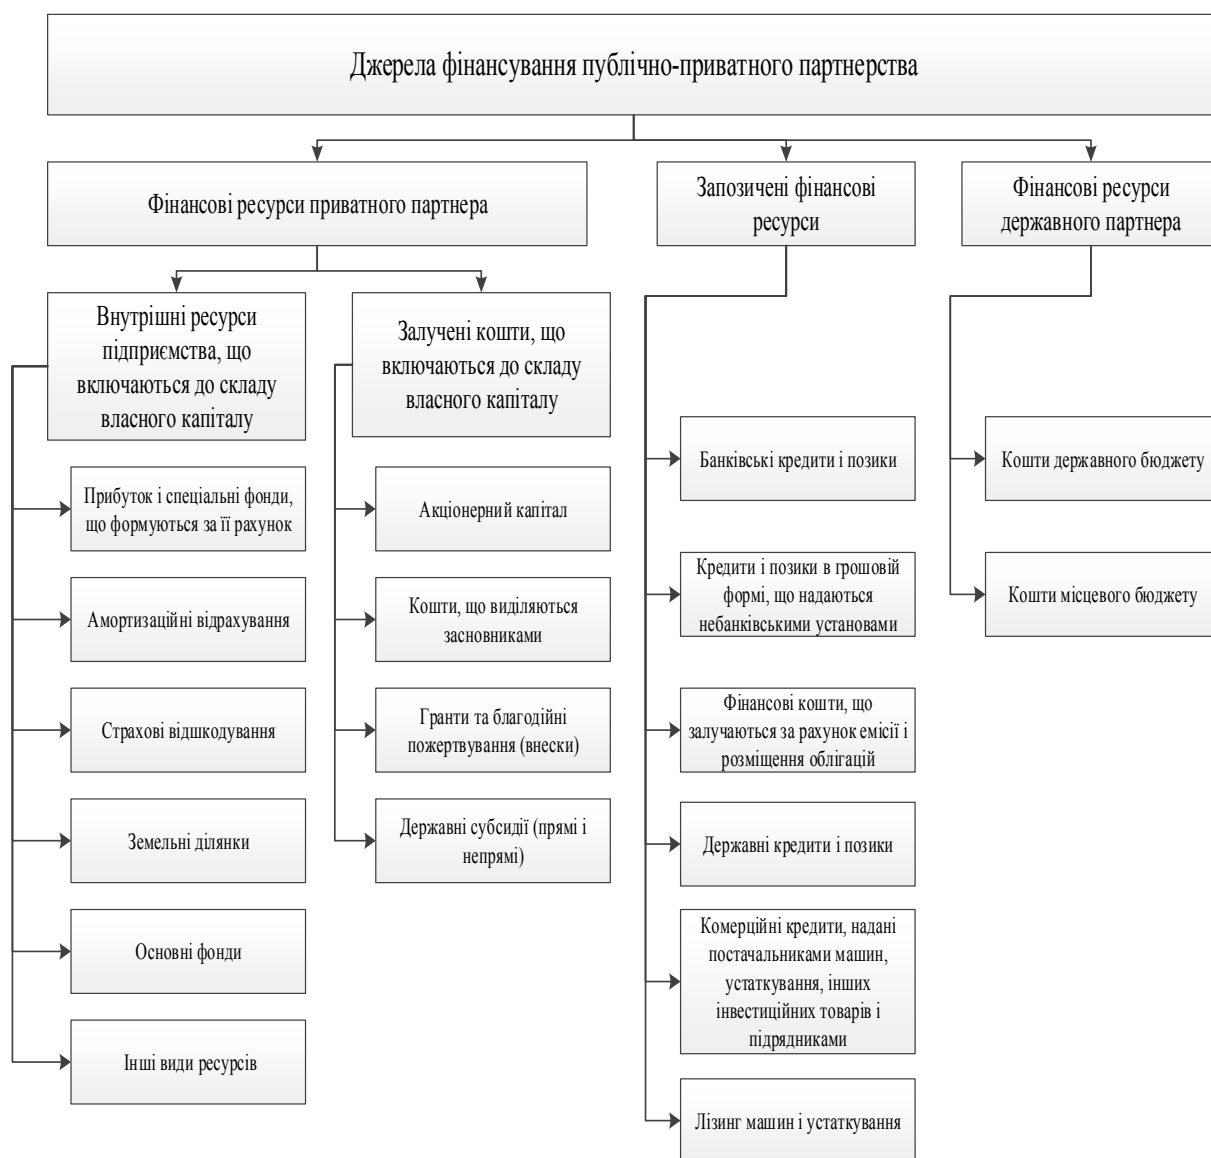 Джерела фінансування публічно-приватного партнерства
Фінансові ресурси приватного партнера
Запозичені фінансові
ресурси
Фінансові ресурси
державного партнера
Внутрішні ресурси
підприємства, що
включаються до складу
власного капіталу
Залучені кошти, що
включаються до складу
власного капіталу
Прибуток і спеціальні фонди,
що формуються за її рахунок
Амортизаційні відрахування
Страхові відшкодування
Земельні ділянки
Основні фонди
Інші види ресурсів
Акціонерний капітал
Кошти, що виділяються
засновниками
Гранти та благодійні
пожертвування (внески)
Державні субсидії (прямі і
непрямі)
Банківські кредити і позики
Кредити і позики в грошовій
формі, що надаються
небанківськими установами
Фінансові кошти, що
залучаються за рахунок емісії і
розміщення облігацій
Державні кредити і позики
Комерційні кредити, надані
постачальниками машин,
устаткування, інших
інвестиційних товарів і
підрядниками
Лізинг машин і устаткування
Кошти державного бюджету
Кошти місцевого бюджету